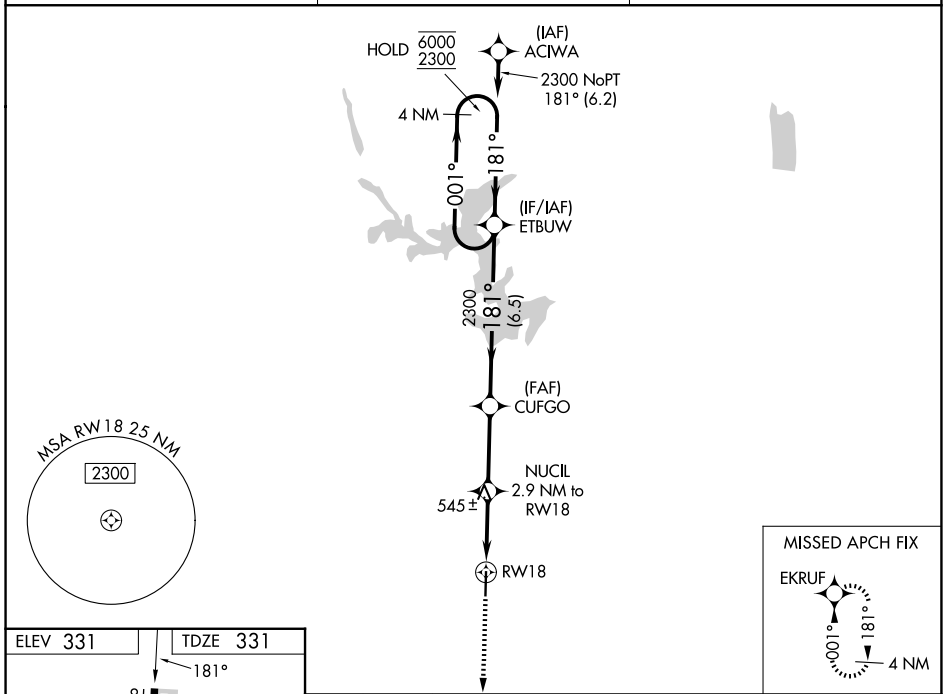 (IAF)
ACIWA
HOLD 6000
2300
2300 NoPT
181° (6.2)
4 NM
001°
181°
(IF/IAF)
ETBUW
2300
181°
(6.5)
(FAF)
CUFGO
MSA RW18 25 NM
2300
NUCIL
2.9 NM to
RW18
545±
RW18
MISSED APCH FIX
EKRUF
001°
181°
4 NM
ELEV 331
TDZE 331
181°
18